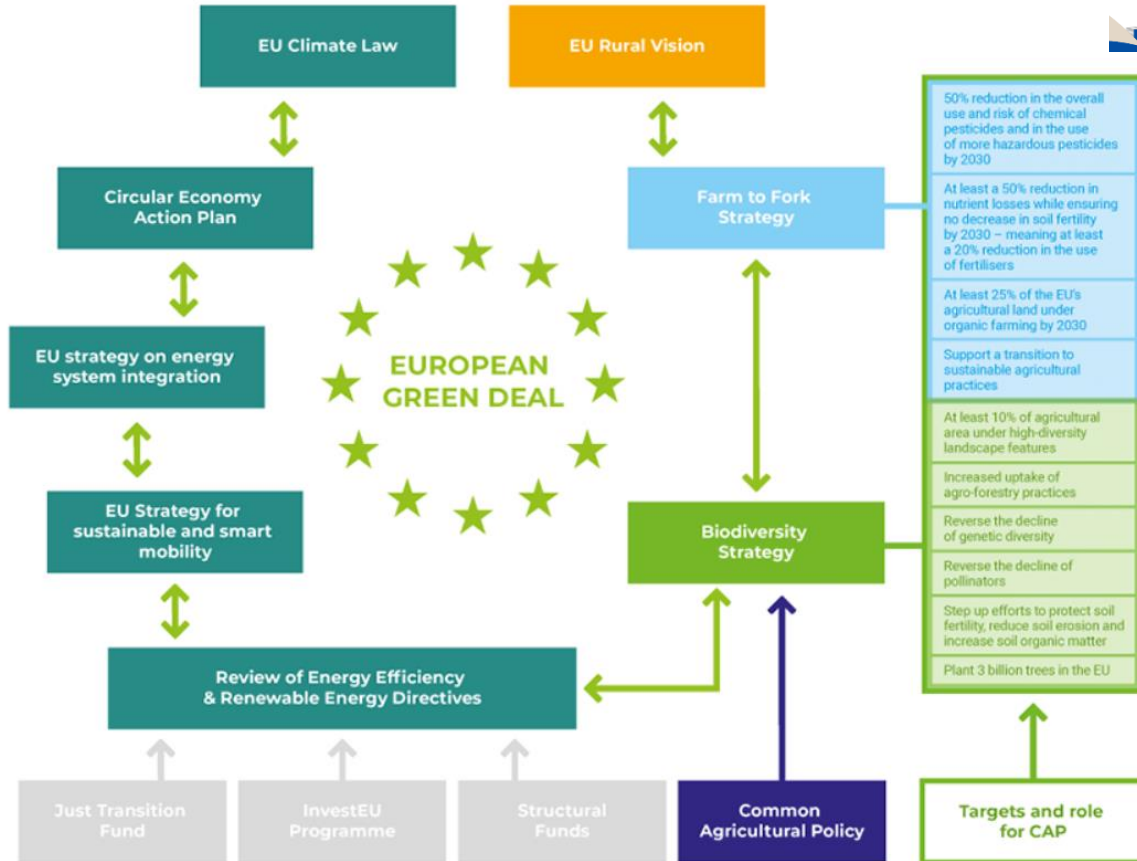 EU Climate Law
EU Rural Vision
Circular Economy
Action Plan
Farm to Fork
Strategy
EU strategy on energy
system integration
EUROPEAN
GREEN DEAL
EU Strategy for
sustainable and smart
mobility
Biodiversity
Strategy
Review of Energy Efficiency
& Renewable Energy Directives
Just Transition
Fund
InvestEU
Programme
Structural
Funds
Common
Agricultural Policy
50% reduction in the overall
use and risk of chemical
pesticides and in the use
of more hazardous pesticides
by 2030
At least a 50% reduction in
nutrient losses while ensuring
no decrease in soil fertility
by 2030 – meaning at least
a 20% reduction in the use
of fertilisers
At least 25% of the EU's
agricultural land under
organic farming by 2030
Support a transition to
sustainable agricultural
practices
At least 10% of agricultural
area under high-diversity
landscape features
Increased uptake of
agro-forestry practices
Reverse the decline
of genetic diversity
Reverse the decline of
pollinators
Step up efforts to protect soil
fertility, reduce soil erosion and
increase soil organic matter
Plant 3 billion trees in the EU
Targets and role
for CAP